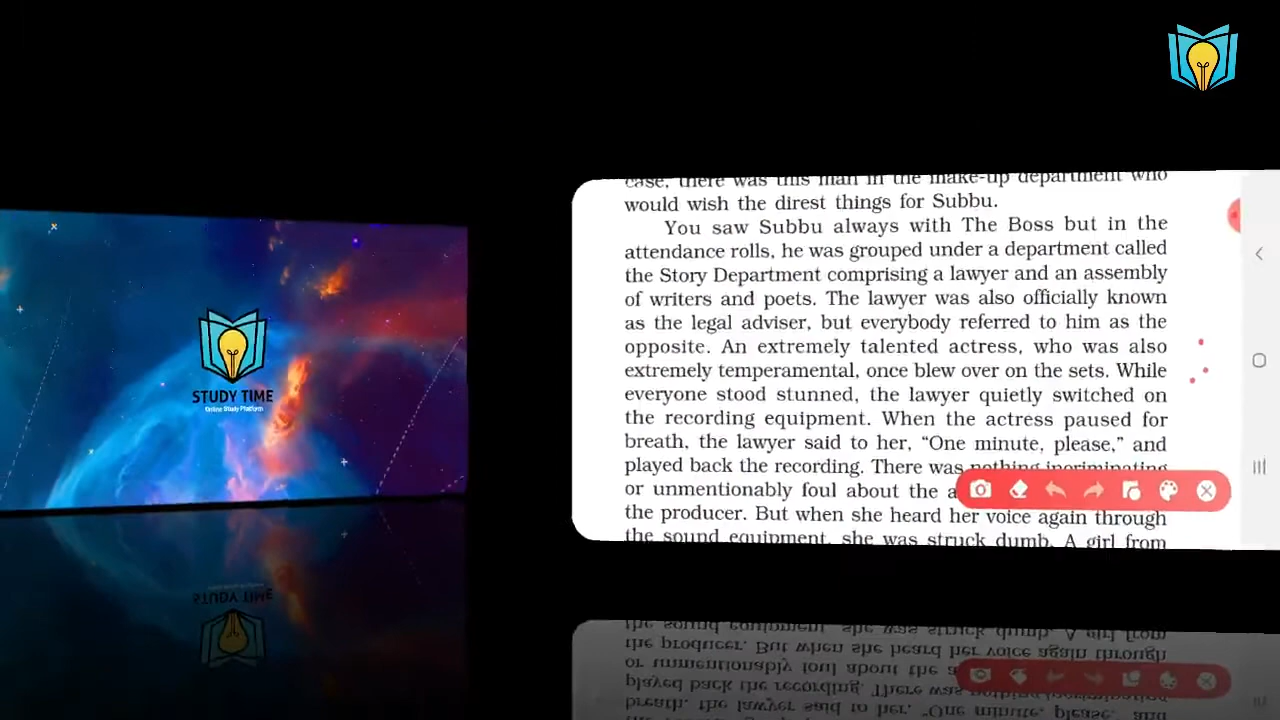 STUDY TIME
Online Study Platform
case, there was this man in the make-up department who
would wish the direst things for Subbu.
You saw Subbu always with The Boss but in the
attendance rolls, he was grouped under a department called
the Story Department comprising a lawyer and an assembly
of writers and poets. The lawyer was also officially known
as the legal adviser, but everybody referred to him as the
opposite. An extremely talented actress, who was also
extremely temperamental, once blew over on the sets. While
everyone stood stunned, the lawyer quietly switched on
the recording equipment. When the actress paused for
breath, the lawyer said to her, “One minute, please,” and
played back the recording. There was nothing incriminating
or unmentionably foul about the a
the producer. But when she heard her voice again through
the sound equipment, she was struck dumb. A girl from